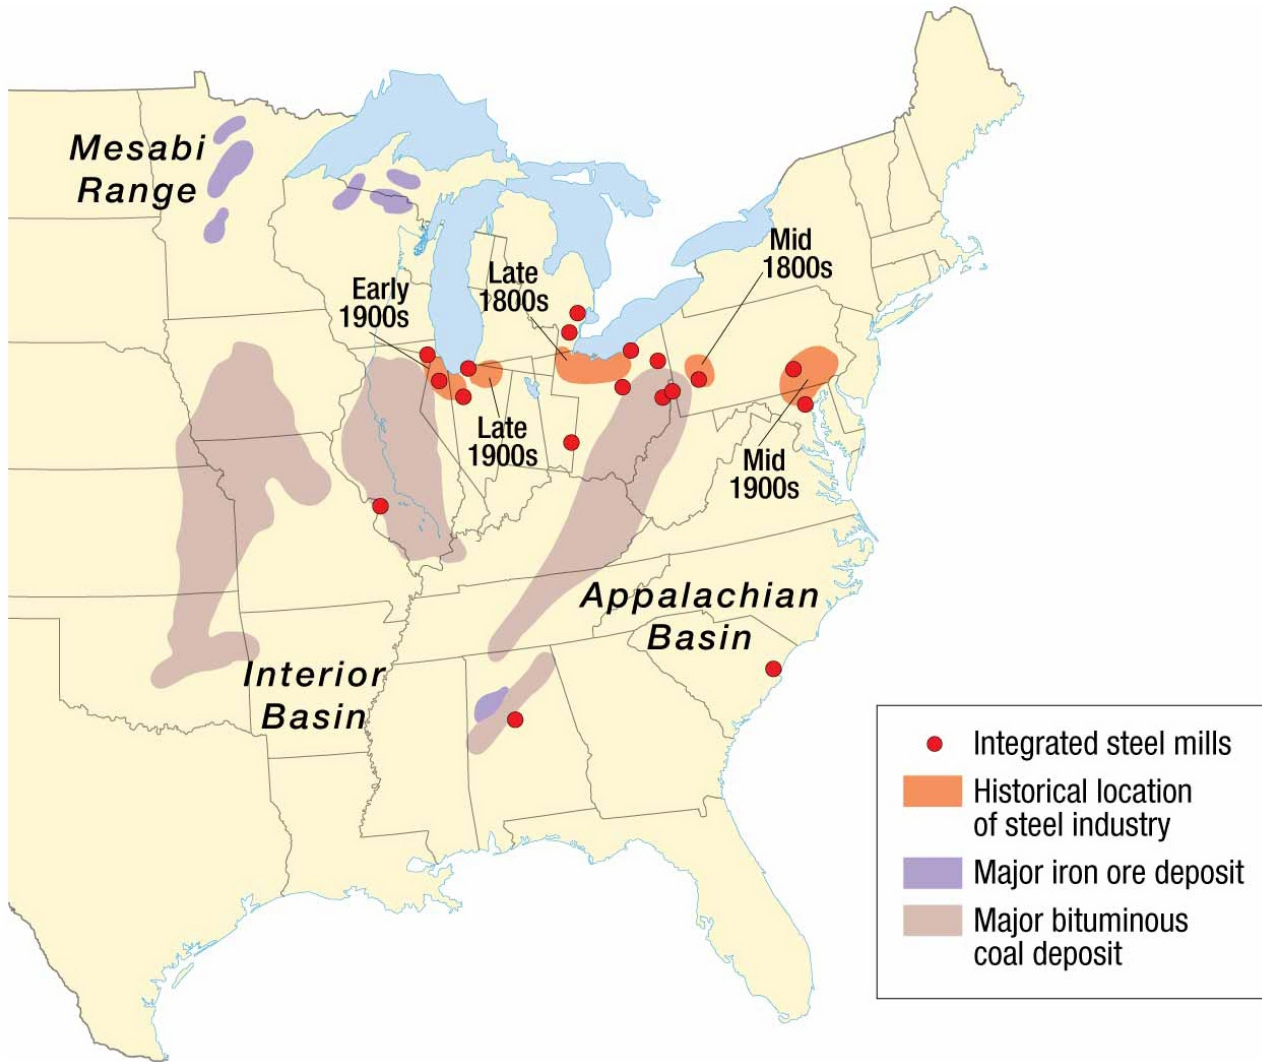 Mesabi
Range
Mid
1800s
Late
1800s
Early
1900s
Late
1900s
Mid
1900s
Appalachian
Basin
Interior
Basin
Integrated steel mills
Historical location
of steel industry
Major iron ore deposit
Major bituminous
coal deposit